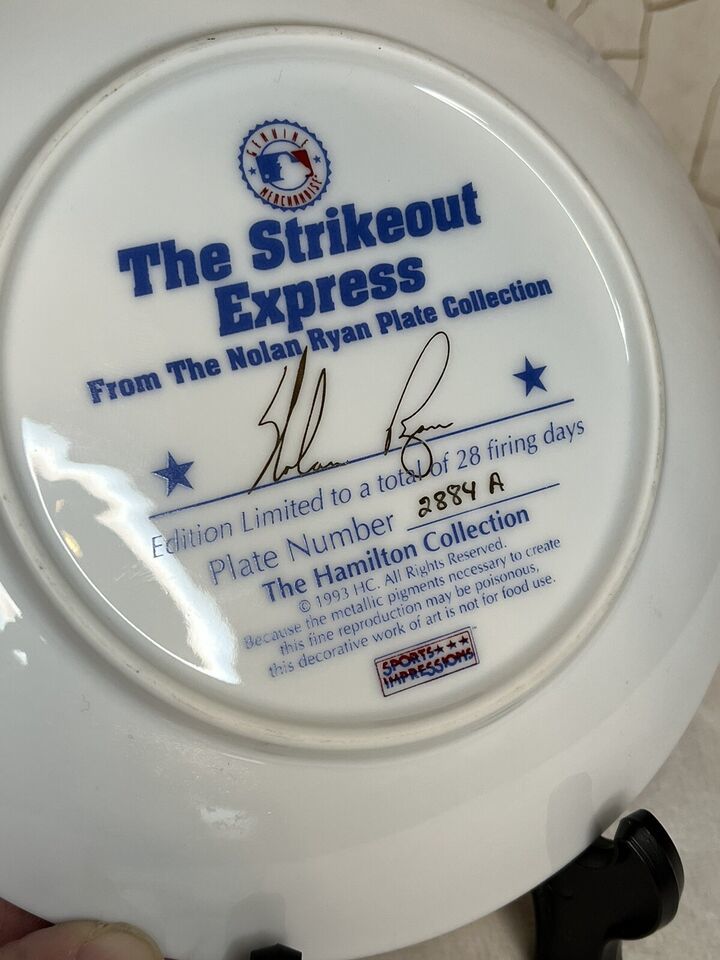 GENUINE
MERCHANDISE
The Strikeout
Express
From The Nolan Ryan Plate Collection
Nolan Ryan
Edition Limited to a total of 28 firing days
Plate Number 2884 A
The Hamilton Collection
© 1993 HC. All Rights Reserved.
Because the metallic pigments necessary to create
this fine reproduction may be poisonous,
this decorative work of art is not for food use.
SPORTS
IMPRESSIONS